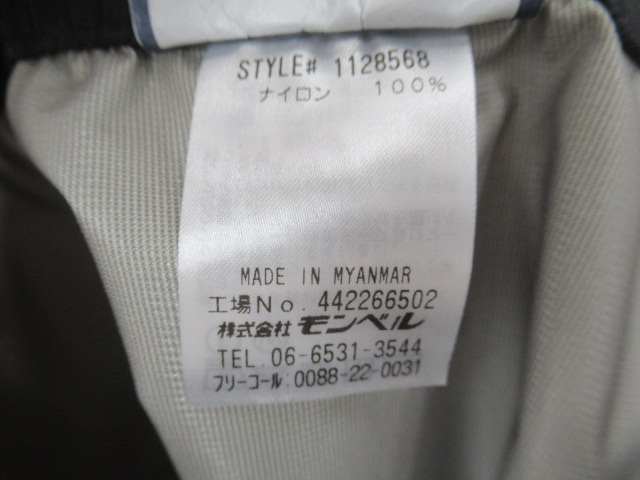 STYLE# 1128568
ナイロン 100%
MADE IN MYANMAR
工場No. 442266502
株式会社 モンベル
TEL. 06-6531-3544
フリーコール:0088-22-0031